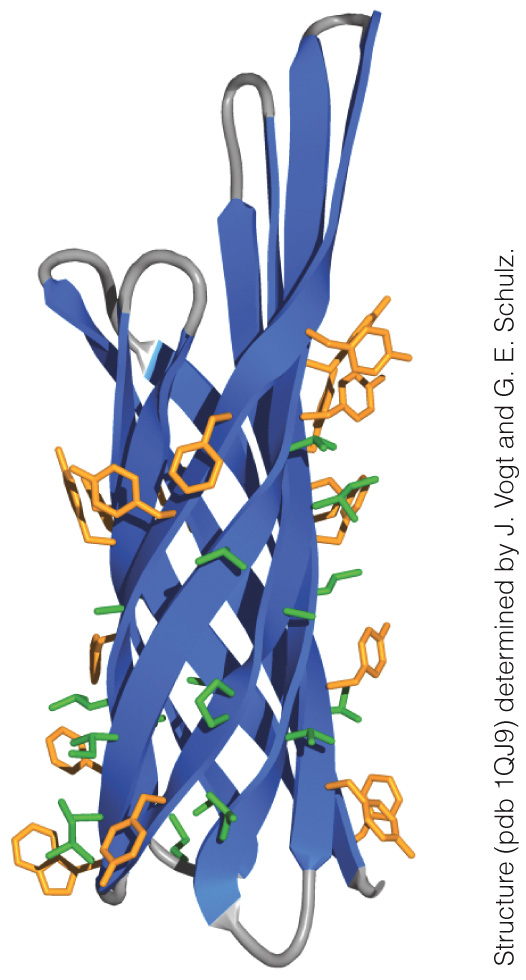 Structure (pdb 1QJ9) determined by J. Vogt and G. E. Schulz.